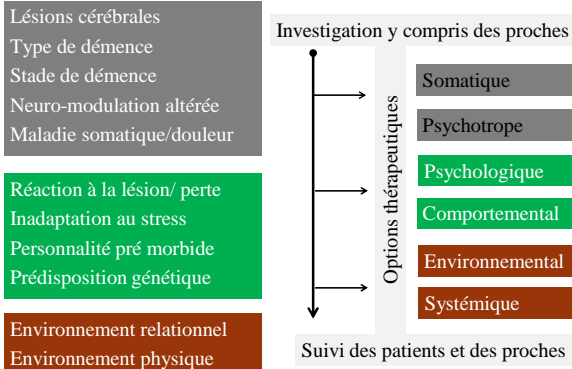 Lésions cérébrales
Type de démence
Stade de démence
Neuro-modulation altérée
Maladie somatique/douleur
Réaction à la lésion/ perte
Inadaptation au stress
Personnalité pré morbide
Prédisposition génétique
Environnement relationnel
Environnement physique
Investigation y compris des proches
Options thérapeutiques
Somatique
Psychotrope
Psychologique
Comportemental
Environnemental
Systémique
Suivi des patients et des proches